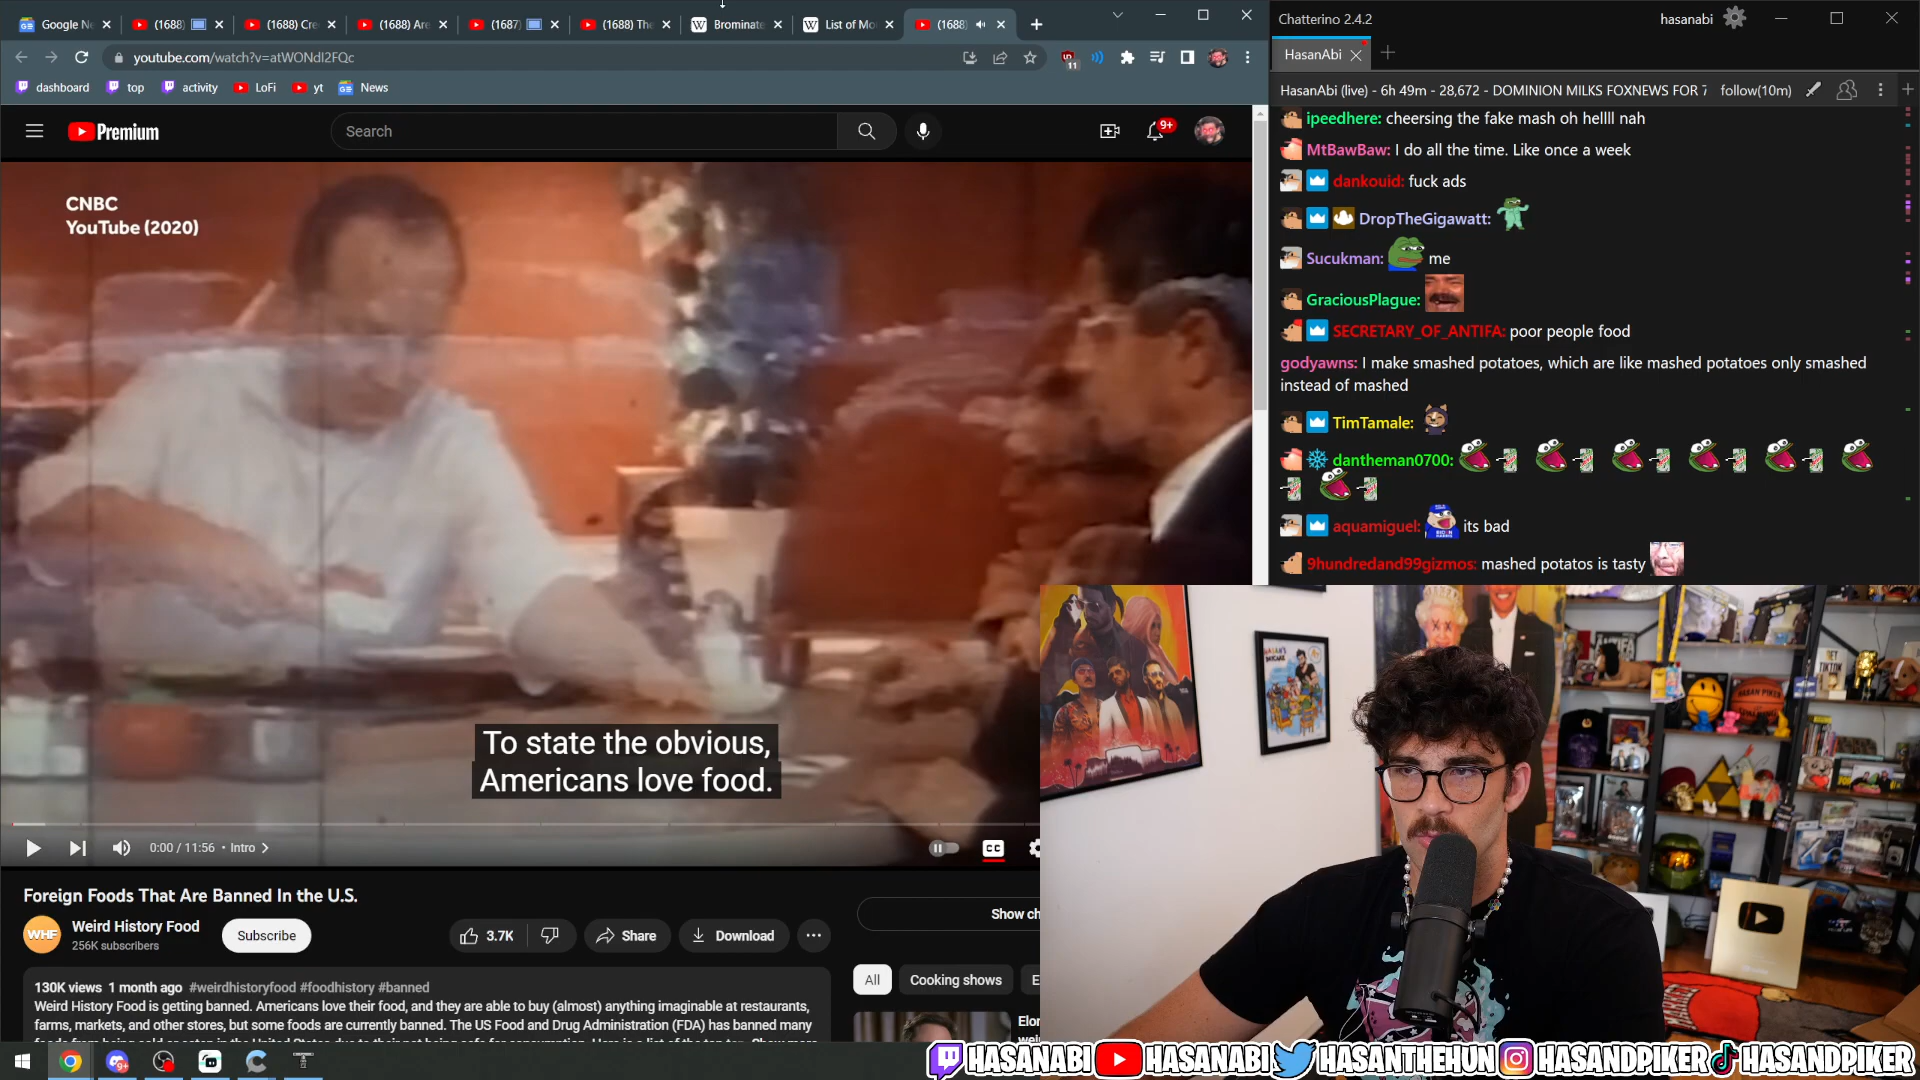 Google Ne
(1688)
(1688) Cre
(1688) Are
(1687)
(1688) The
Brominate
List of Mo
(1688)
youtube.com/watch?v=atWONdI2FQc
11
dashboard
top
activity
LoFi
yt
News
Premium
Search
9+
CNBC
YouTube (2020)
To state the obvious,
Americans love food.
0:00 / 11:56 • Intro
CC
Foreign Foods That Are Banned In the U.S.
WHF
Weird History Food
256K subscribers
Subscribe
3.7K
Share
Download
Show ch
130K views 1 month ago #weirdhistoryfood #foodhistory #banned
Weird History Food is getting banned. Americans love their food, and they are able to buy (almost) anything imaginable at restaurants,
farms, markets, and other stores, but some foods are currently banned. The US Food and Drug Administration (FDA) has banned many
All
Cooking shows
E
Elor
Chatterino 2.4.2
hasanabi
HasanAbi
HasanAbi (live) - 6h 49m - 28,672 - DOMINION MILKS FOXNEWS FOR 7
follow(10m)
ipeedhere: cheersing the fake mash oh hellll nah
MtBawBaw: I do all the time. Like once a week
dankouid: fuck ads
DropTheGigawatt:
Sucukman: me
GraciousPlague:
SECRETARY_OF_ANTIFA: poor people food
godyawns: I make smashed potatoes, which are like mashed potatoes only smashed
instead of mashed
TimTamale:
dantheman0700:
aquamiguel: its bad
9hundredand99gizmos: mashed potatos is tasty
HASANABI
HASANABI
HASANTHEHUN
HASANDPIKER
HASANDPIKER